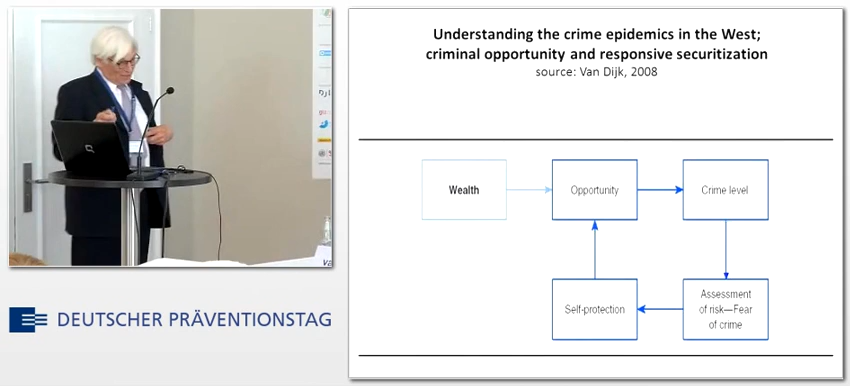 Understanding the crime epidemics in the West;
criminal opportunity and responsive securitization
source: Van Dijk, 2008
Wealth
Opportunity
Crime level
Self-protection
Assessment
of risk—Fear
of crime
DEUTSCHER PRÄVENTIONSTAG